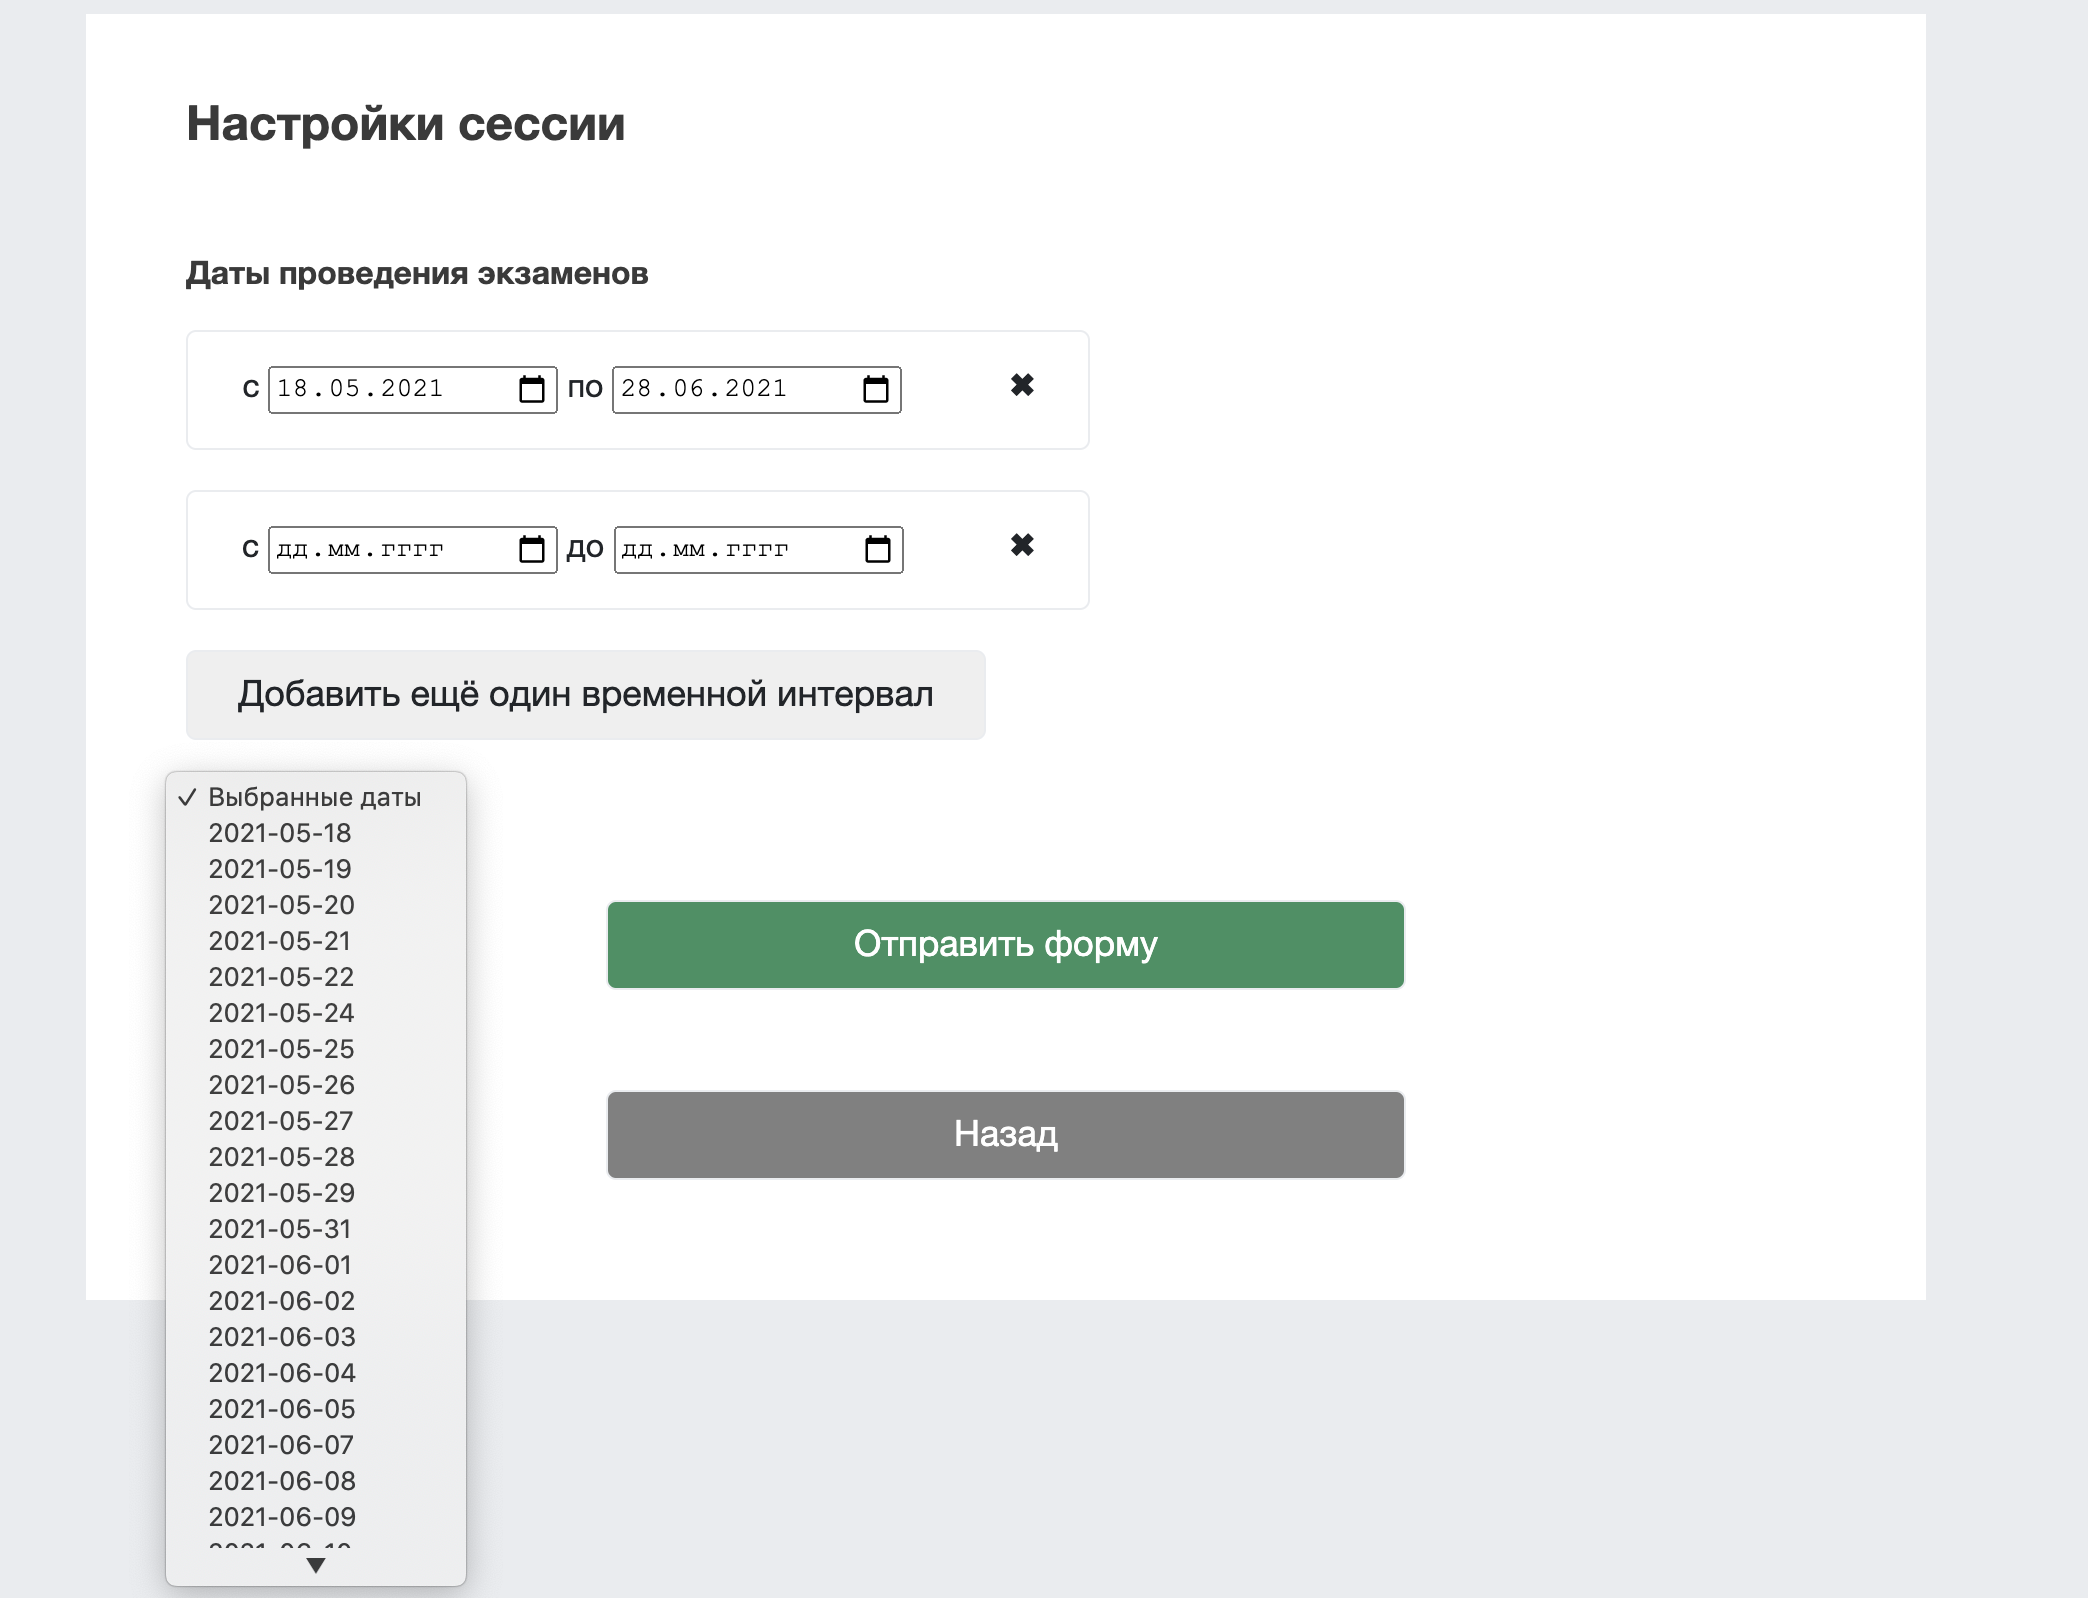 Настройки сессии
Даты проведения экзаменов
с 18.05.2021 по 28.06.2021 ✖
с дд.мм.гггг до дд.мм.гггг ✖
Добавить ещё один временной интервал
✓ Выбранные даты
2021-05-18
2021-05-19
2021-05-20
2021-05-21
2021-05-22
2021-05-24
2021-05-25
2021-05-26
2021-05-27
2021-05-28
2021-05-29
2021-05-31
2021-06-01
2021-06-02
2021-06-03
2021-06-04
2021-06-05
2021-06-07
2021-06-08
2021-06-09
Отправить форму
Назад